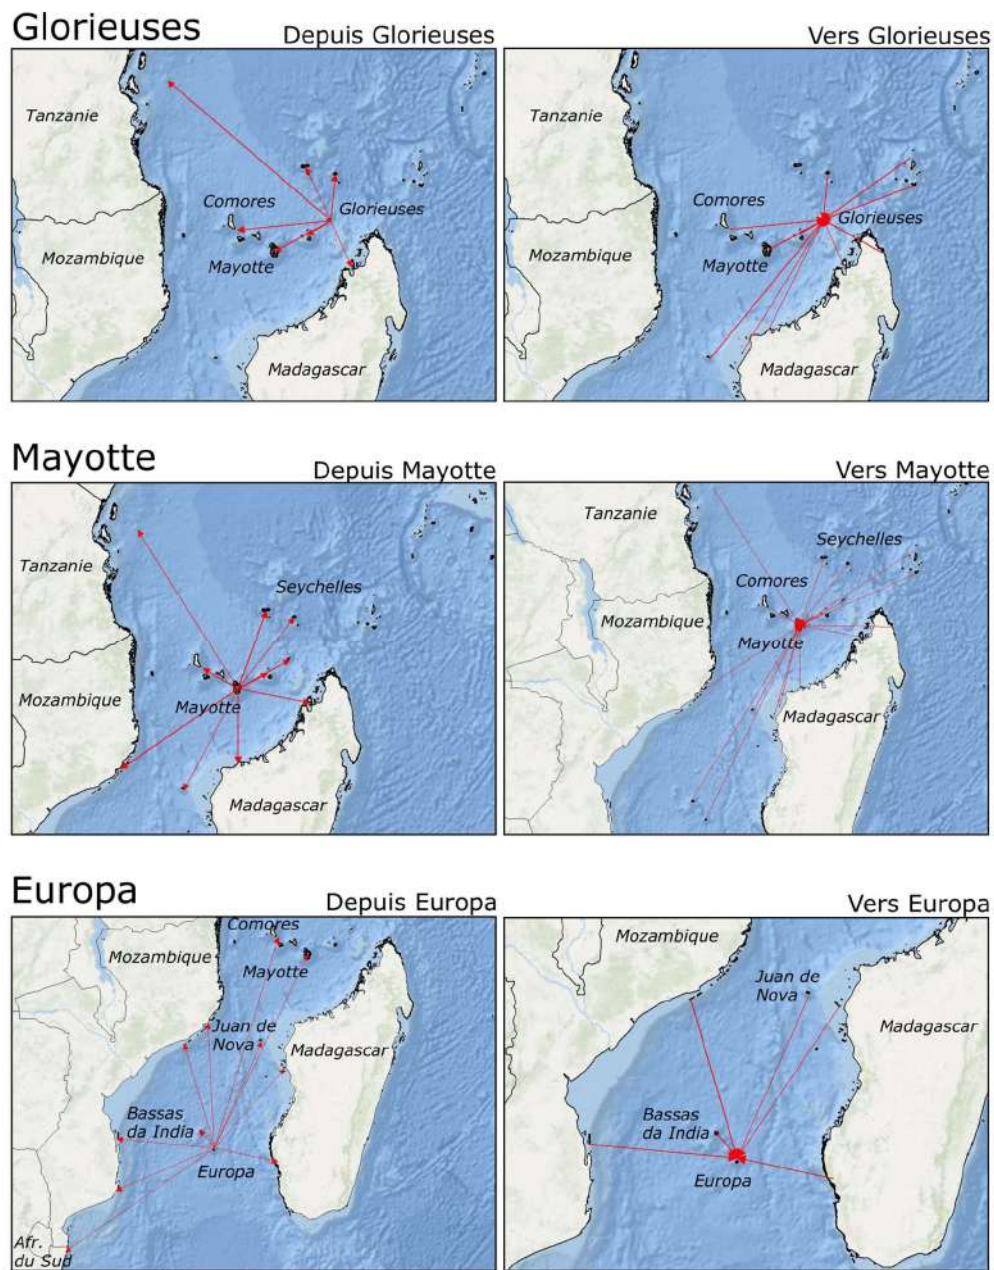 Glorieuses
Depuis Glorieuses
Vers Glorieuses
Tanzanie
Comores
Glorieuses
Mozambique
Mayotte
Madagascar
Tanzanie
Comores
Glorieuses
Mozambique
Mayotte
Madagascar
Mayotte
Depuis Mayotte
Vers Mayotte
Tanzanie
Seychelles
Mozambique
Mayotte
Madagascar
Tanzanie
Seychelles
Comores
Mozambique
Mayotte
Madagascar
Europa
Depuis Europa
Vers Europa
Comores
Mozambique
Mayotte
Juan de
Nova
Madagascar
Bassas
da India
Europa
Afr.
du Sud
Mozambique
Juan de
Nova
Madagascar
Bassas
da India
Europa